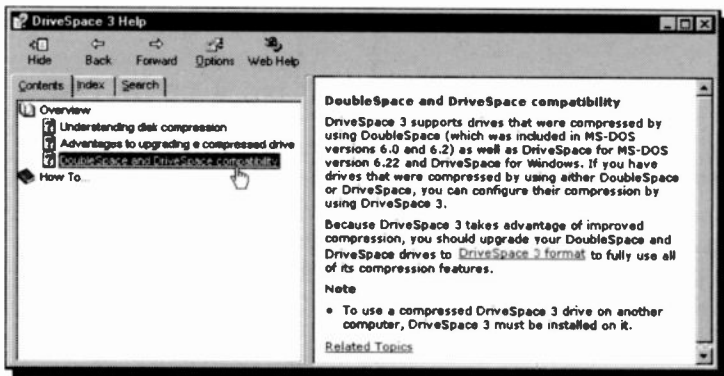 DriveSpace 3 Help
Hide Back Forward Options Web Help
Contents Index Search
Overview
Understanding disk compression
Advantages to upgrading e compressed drive
DoubleSpace and DriveSpace compatibility
How To...
DoubleSpace and DriveSpace compatibility
DriveSpace 3 supports drives that were compressed by
using DoubleSpace (which was included in MS-DOS
versions 6.0 and 6.2) as well as DriveSpace for MS-DOS
version 6.22 and DriveSpace for Windows. If you have
drives that were compressed by using either DoubleSpace
or DriveSpace, you can configure their compression by
using DriveSpace 3.
Because DriveSpace 3 takes advantage of improved
compression, you should upgrade your DoubleSpace and
DriveSpace drives to DriveSpace 3 format to fully use all
of its compression features.
Note
• To use a compressed DriveSpace 3 drive on another
computer, DriveSpace 3 must be installed on it.
Related Topics